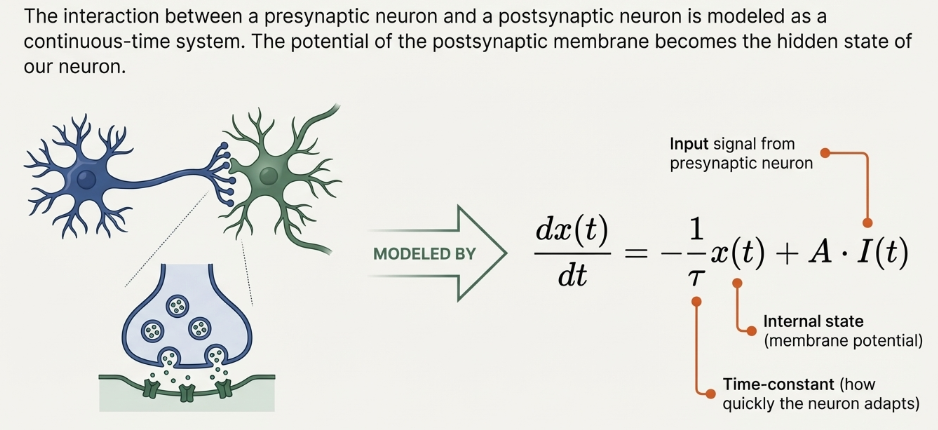 The interaction between a presynaptic neuron and a postsynaptic neuron is modeled as a
continuous-time system. The potential of the postsynaptic membrane becomes the hidden state of
our neuron.
Input signal from
presynaptic neuron
MODELED BY
dx(t)/dt = -1/τ x(t) + A · I(t)
Internal state
(membrane potential)
Time-constant (how
quickly the neuron adapts)